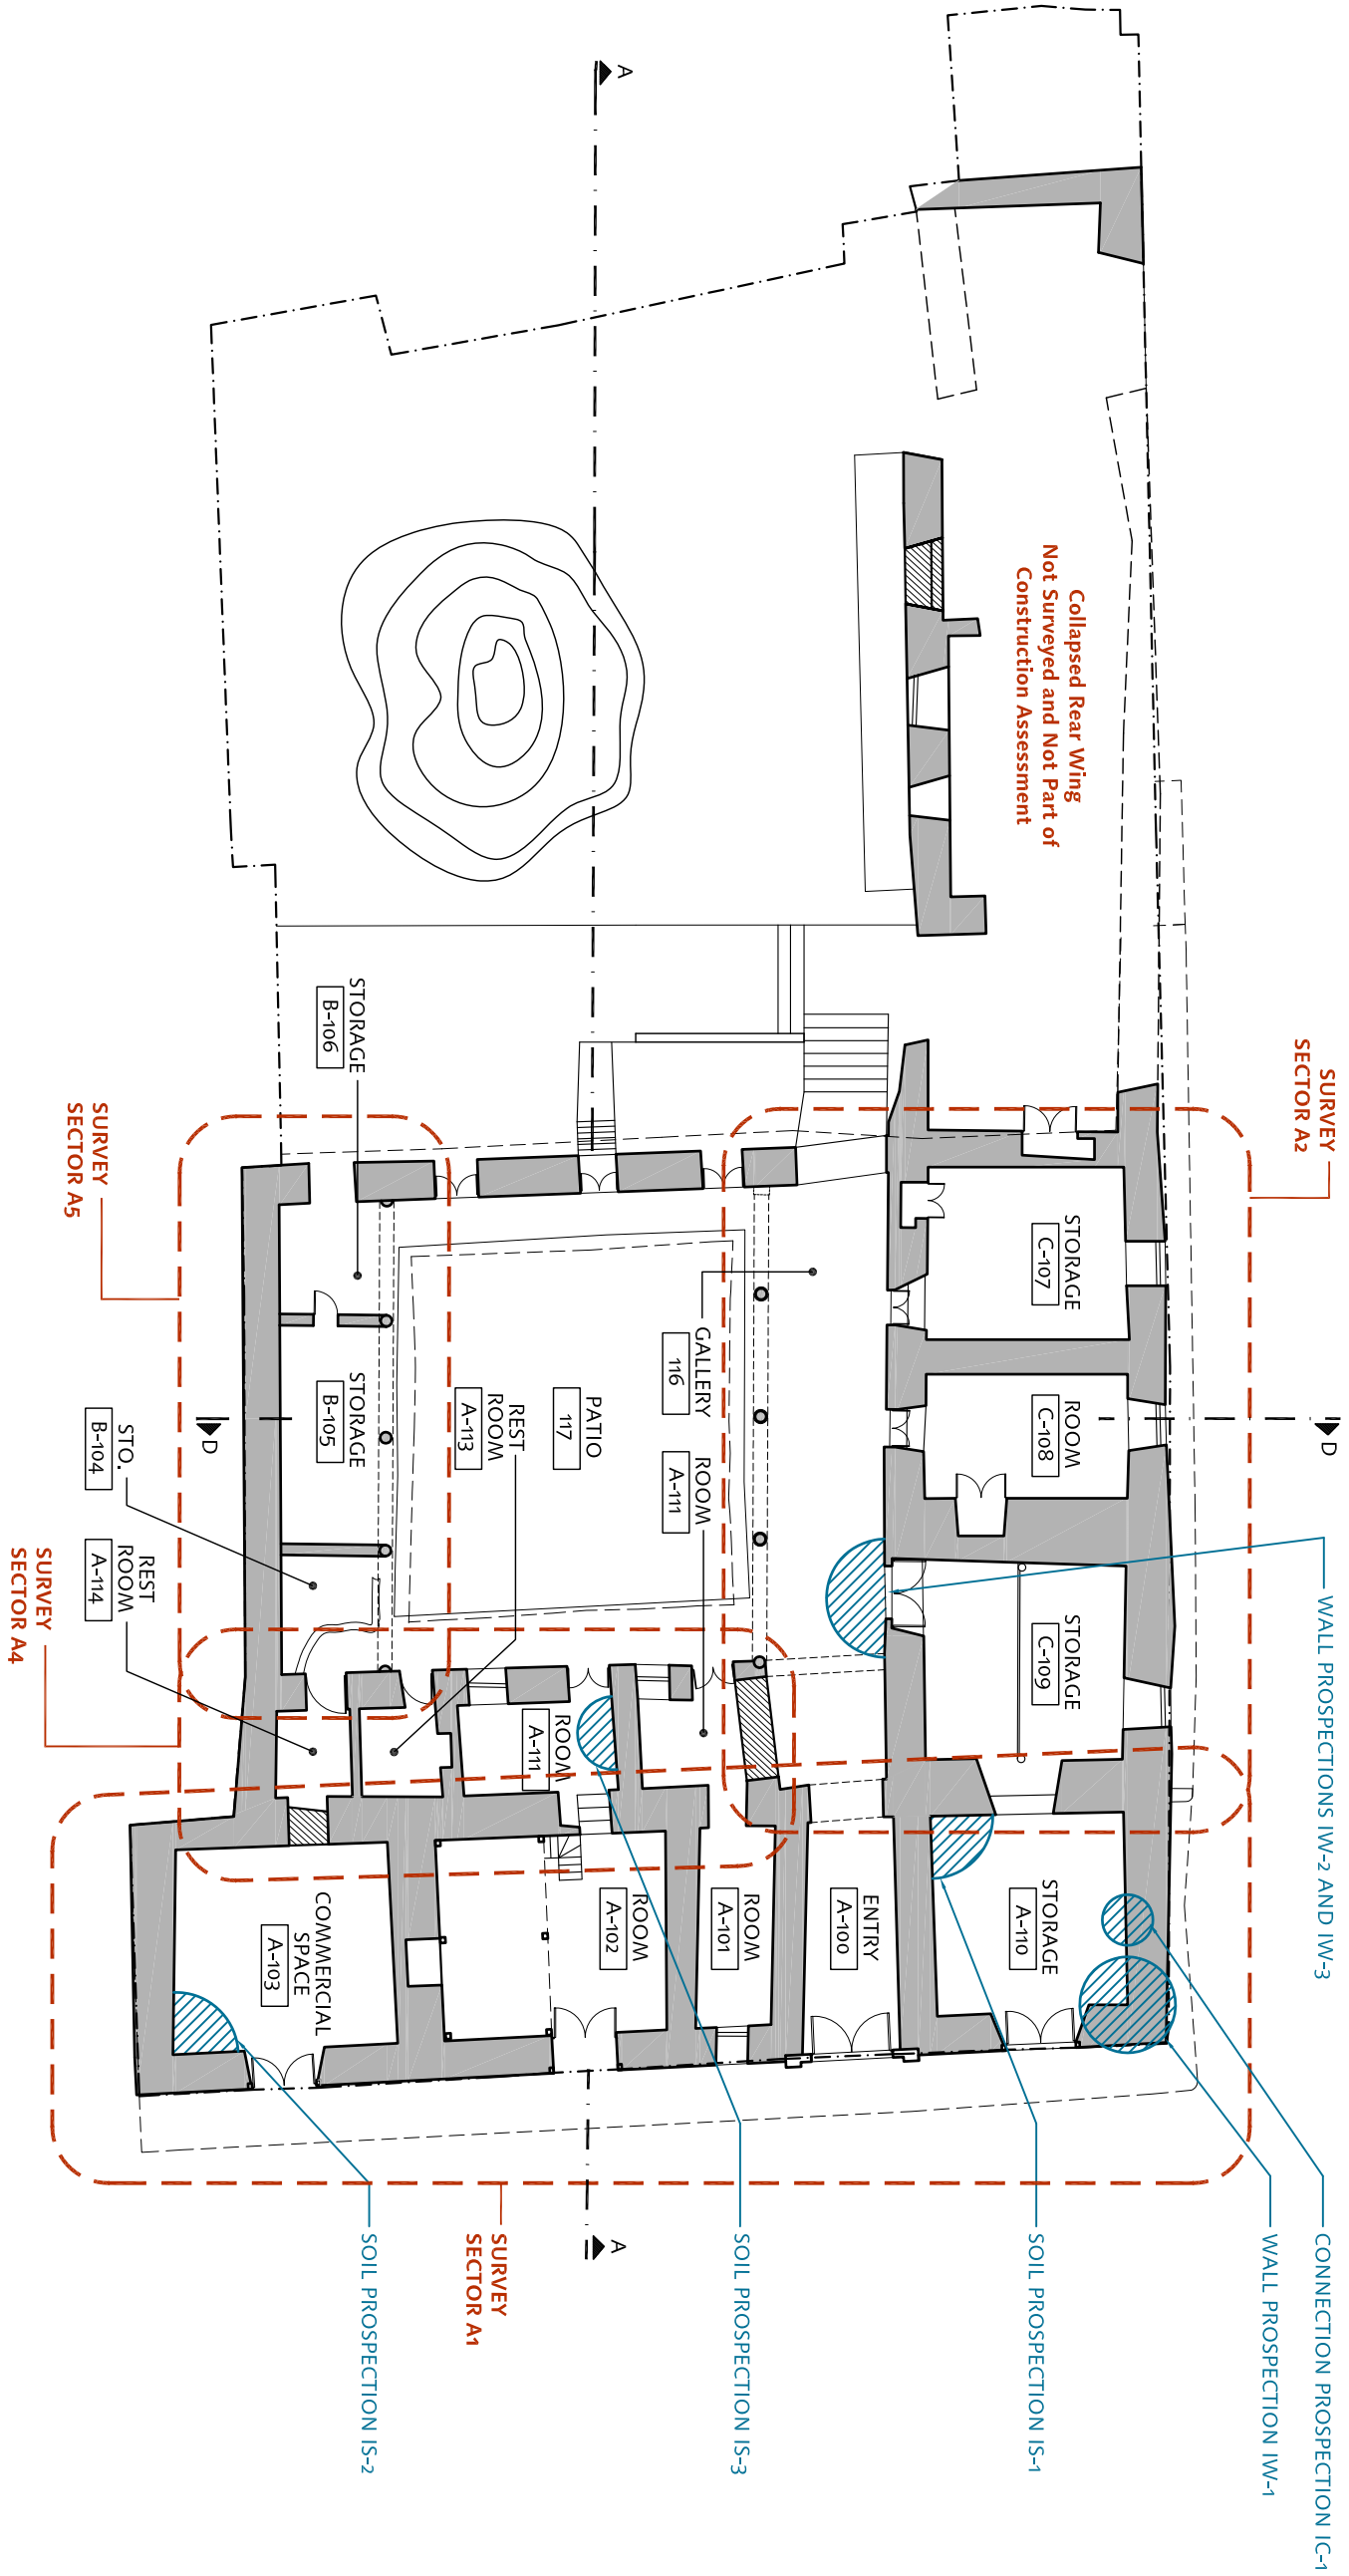 A
Collapsed Rear Wing
Not Surveyed and Not Part of
Construction Assessment
SURVEY
SECTOR A2
STORAGE
B-106
SURVEY
SECTOR A5
STORAGE
C-107
D
ROOM
C-108
GALLERY
116
ROOM
A-111
PATIO
117
REST
ROOM
A-113
STORAGE
B-105
D
STO.
B-104
REST
ROOM
A-114
SURVEY
SECTOR A4
WALL PROSPECTIONS IW-2 AND IW-3
STORAGE
C-109
ROOM
A-111
STORAGE
A-110
ENTRY
A-100
ROOM
A-101
ROOM
A-102
COMMERCIAL
SPACE
A-103
CONNECTION PROSPECTION IC-1
WALL PROSPECTION IW-1
SOIL PROSPECTION IS-1
SOIL PROSPECTION IS-3
A
SURVEY
SECTOR A1
SOIL PROSPECTION IS-2